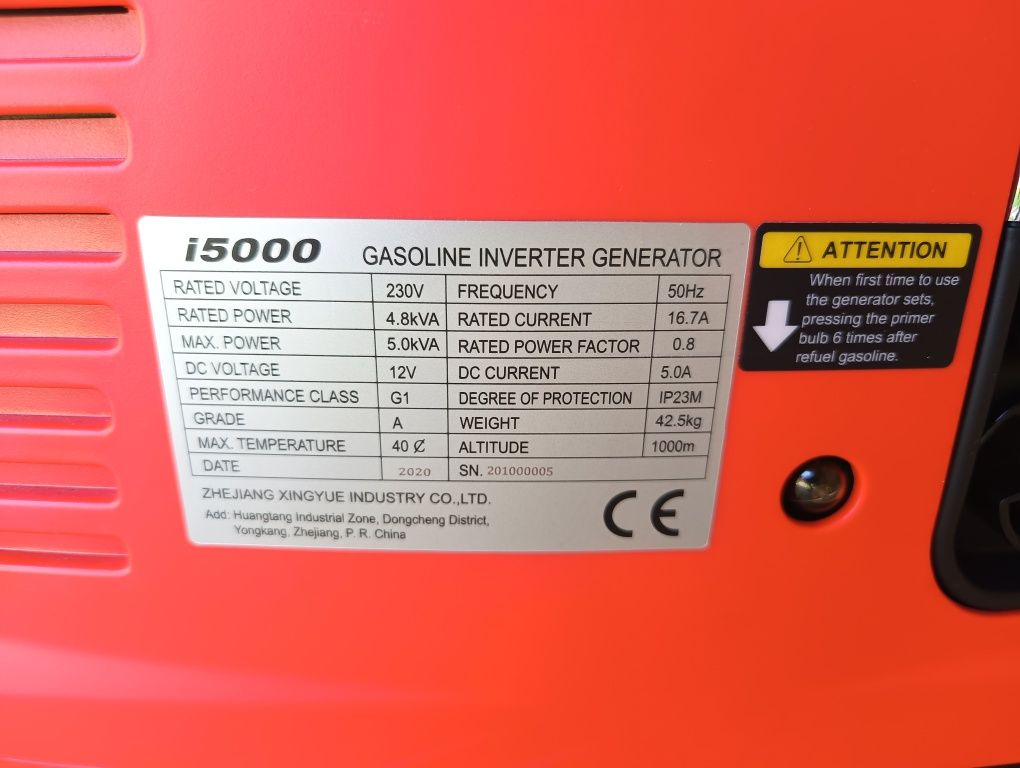 i5000 GASOLINE INVERTER GENERATOR
RATED VOLTAGE 230V FREQUENCY 50Hz
RATED POWER 4.8kVA RATED CURRENT 16.7A
MAX. POWER 5.0kVA RATED POWER FACTOR 0.8
DC VOLTAGE 12V DC CURRENT 5.0A
PERFORMANCE CLASS G1 DEGREE OF PROTECTION IP23M
GRADE A WEIGHT 42.5kg
MAX. TEMPERATURE 40 ₵ ALTITUDE 1000m
DATE 2020 SN. 201000005
ZHEJIANG XINGYUE INDUSTRY CO.,LTD.
Add: Huangtang Industrial Zone, Dongcheng District,
Yongkang, Zhejiang, P. R. China
CE
ATTENTION
When first time to use
the generator sets,
pressing the primer
bulb 6 times after
refuel gasoline.